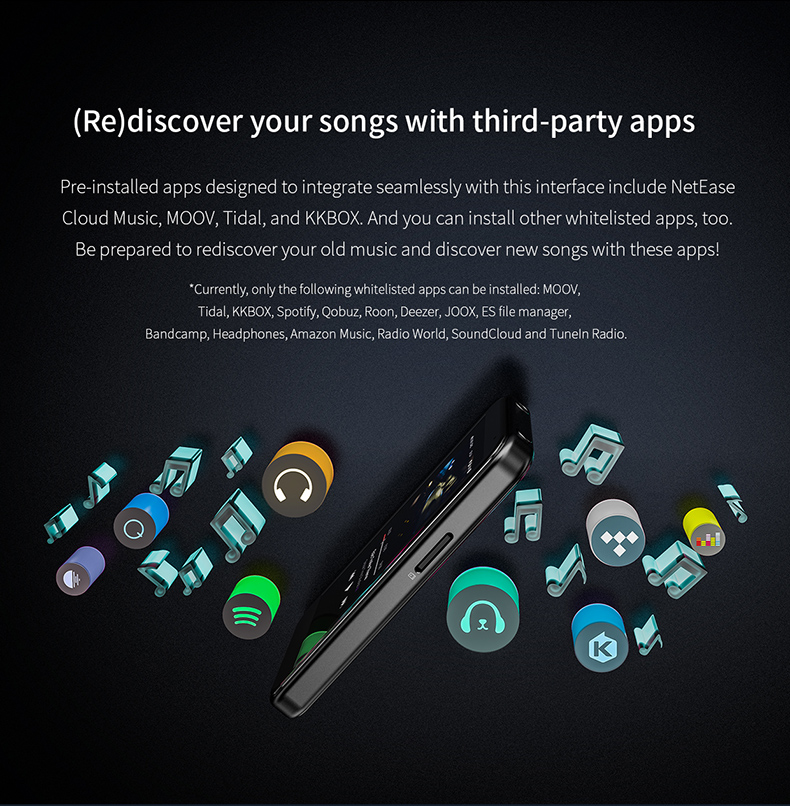 (Re)discover your songs with third-party apps
Pre-installed apps designed to integrate seamlessly with this interface include NetEase
Cloud Music, MOOV, Tidal, and KKBOX. And you can install other whitelisted apps, too.
Be prepared to rediscover your old music and discover new songs with these apps!
*Currently, only the following whitelisted apps can be installed: MOOV,
Tidal, KKBOX, Spotify, Qobuz, Roon, Deezer, JOOX, ES file manager,
Bandcamp, Headphones, Amazon Music, Radio World, SoundCloud and TuneIn Radio.
K